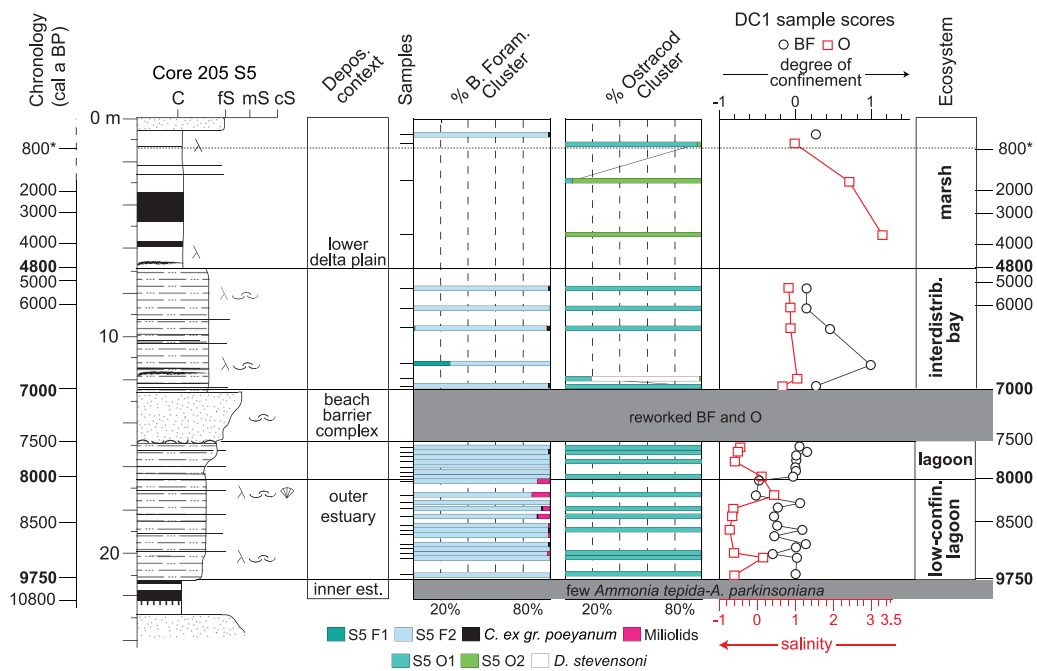 Chronology
(cal a BP)
Core 205 S5
C fS mS cS
Depos.
context
Samples
% B. Foram.
Cluster
% Ostracod
Cluster
DC1 sample scores
BF O
degree of
confinement
-1 0 1
Ecosystem
0 m
800*
2000
3000
4000
4800
5000
6000
10
7000
7500
8000
8500
20
9750
10800
lower
delta plain
beach
barrier
complex
outer
estuary
inner est.
reworked BF and O
few Ammonia tepida-A. parkinsoniana
marsh
interdistrib.
bay
lagoon
low-confin.
lagoon
800*
2000
3000
4000
4800
5000
6000
7000
7500
8000
8500
9750
20% 80% 20% 80%
-1 0 1 2 3 3.5
salinity
S5 F1 S5 F2 C. ex gr. poeyanum Miliolids
S5 O1 S5 O2 D. stevensoni